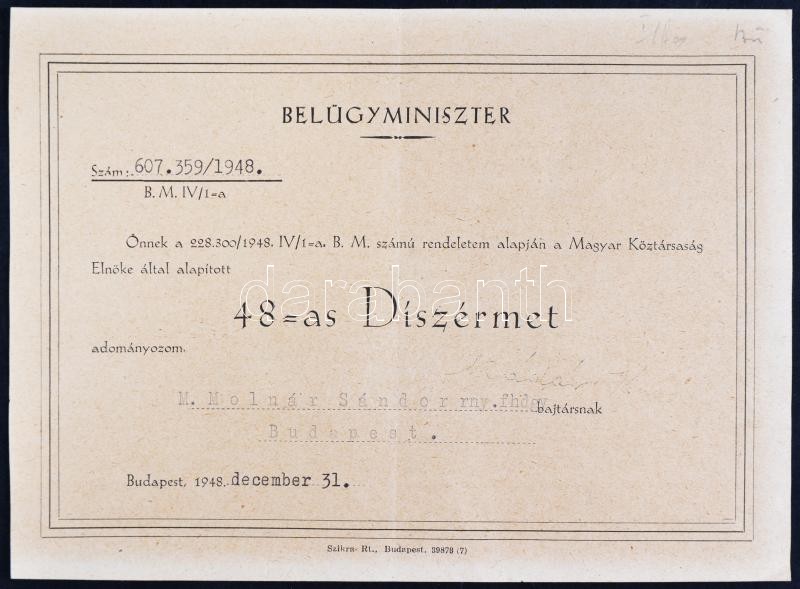 BELÜGYMINISZTER
Szám: 607.359/1948.
B. M. IV/1=a
Önnek a 228.300/1948. IV/1=a. B. M. számú rendeletem alapján a Magyar Köztársaság
Elnöke által alapított
darabanth
48=as Díszérmet
adományozom.
M. Molnár Sándor rny.fhdgy. bajtársnak
Budapest.
Budapest, 1948. december 31.
Szikra Rt., Budapest, 39878 (7)